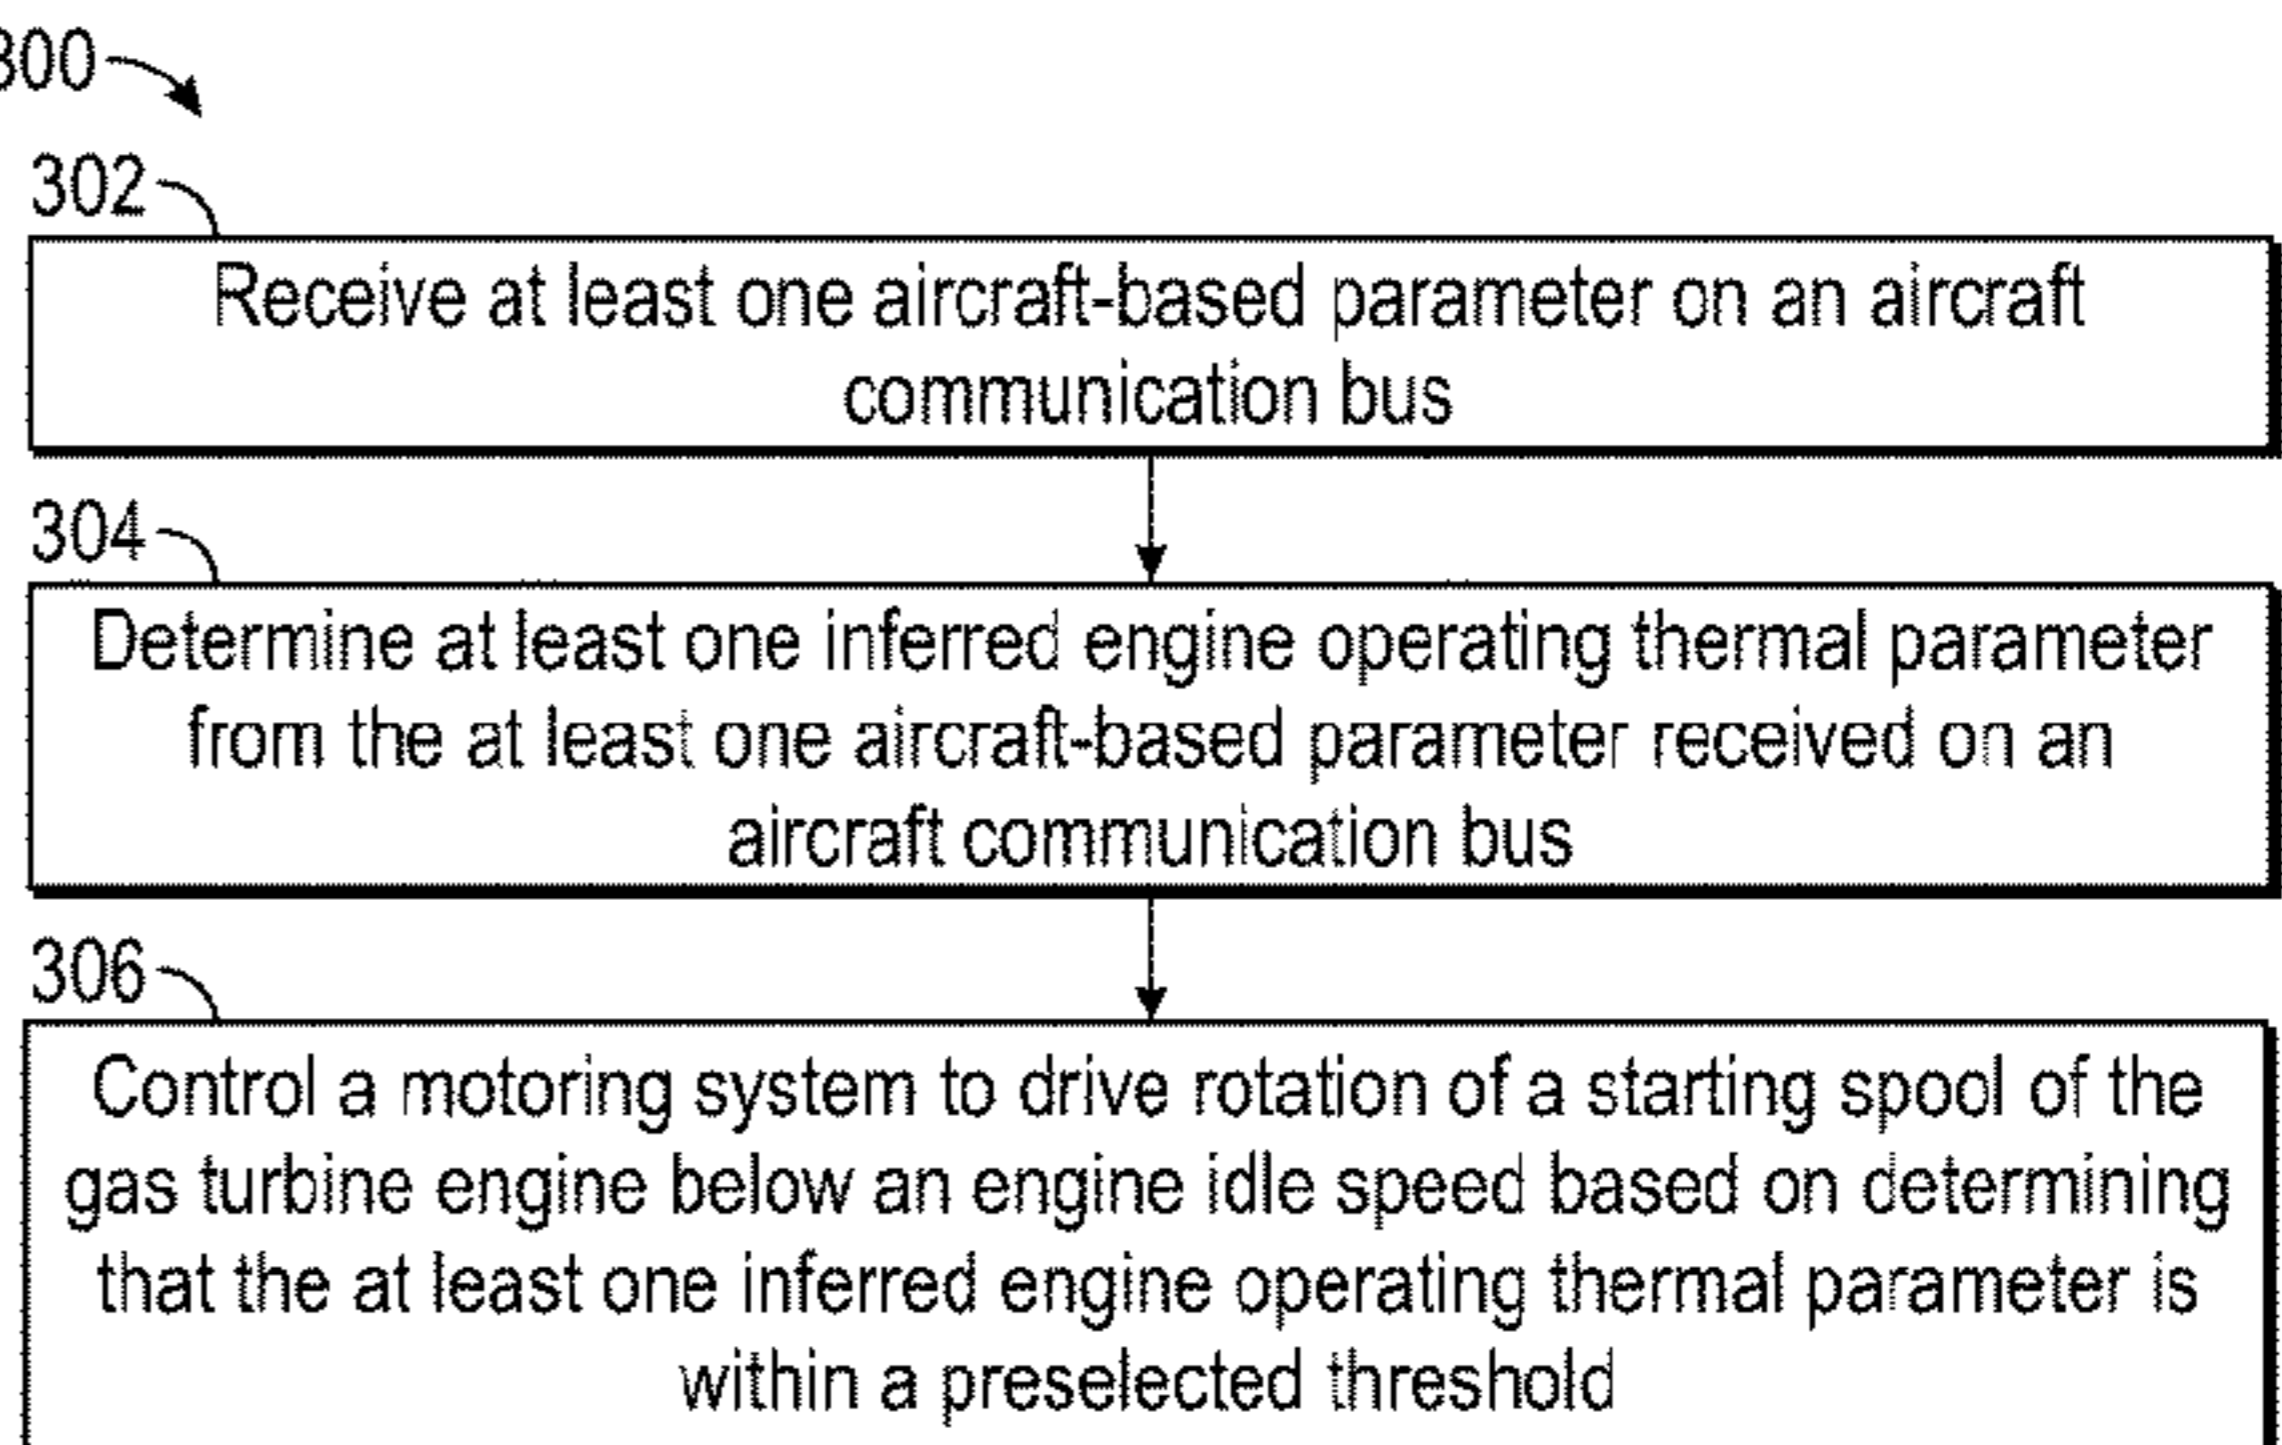 300
302
Receive at least one aircraft-based parameter on an aircraft
communication bus
304
Determine at least one inferred engine operating thermal parameter
from the at least one aircraft-based parameter received on an
aircraft communication bus
306
Control a motoring system to drive rotation of a starting spool of the
gas turbine engine below an engine idle speed based on determining
that the at least one inferred engine operating thermal parameter is
within a preselected threshold